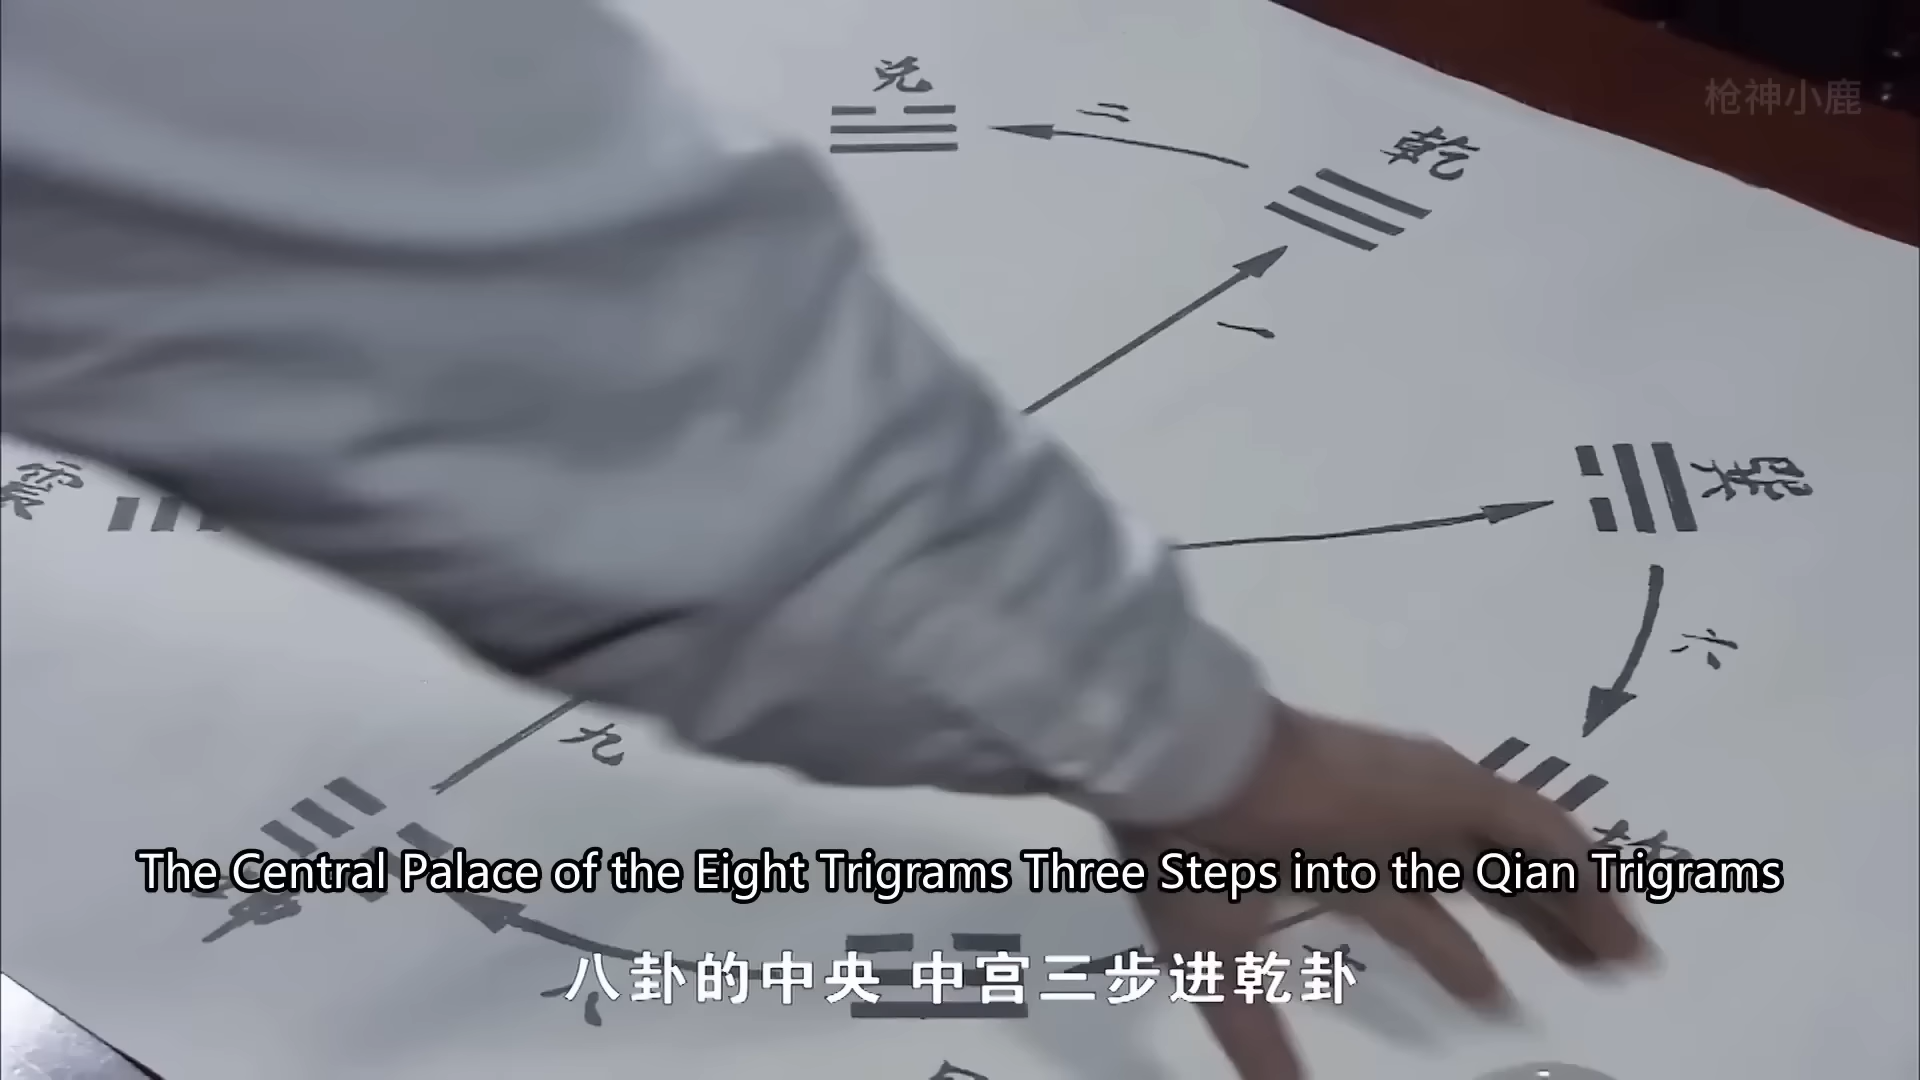 兑
二
枪神小鹿
乾
一
巽
震
六
九
The Central Palace of the Eight Trigrams Three Steps into the Qian Trigrams
八卦的中央 中宫三步进乾卦